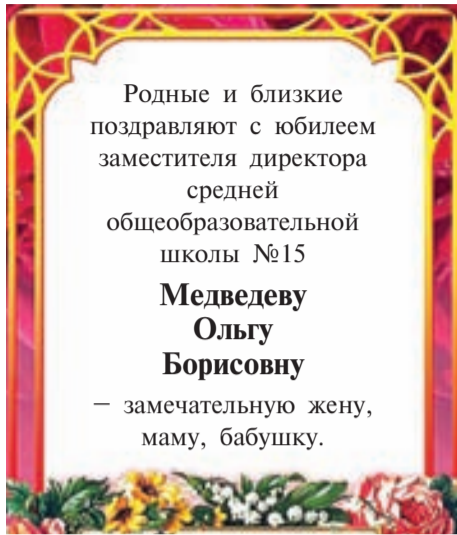 Родные и близкие
поздравляют с юбилеем
заместителя директора
средней
общеобразовательной
школы №15
Медведеву
Ольгу
Борисовну
– замечательную жену,
маму, бабушку.